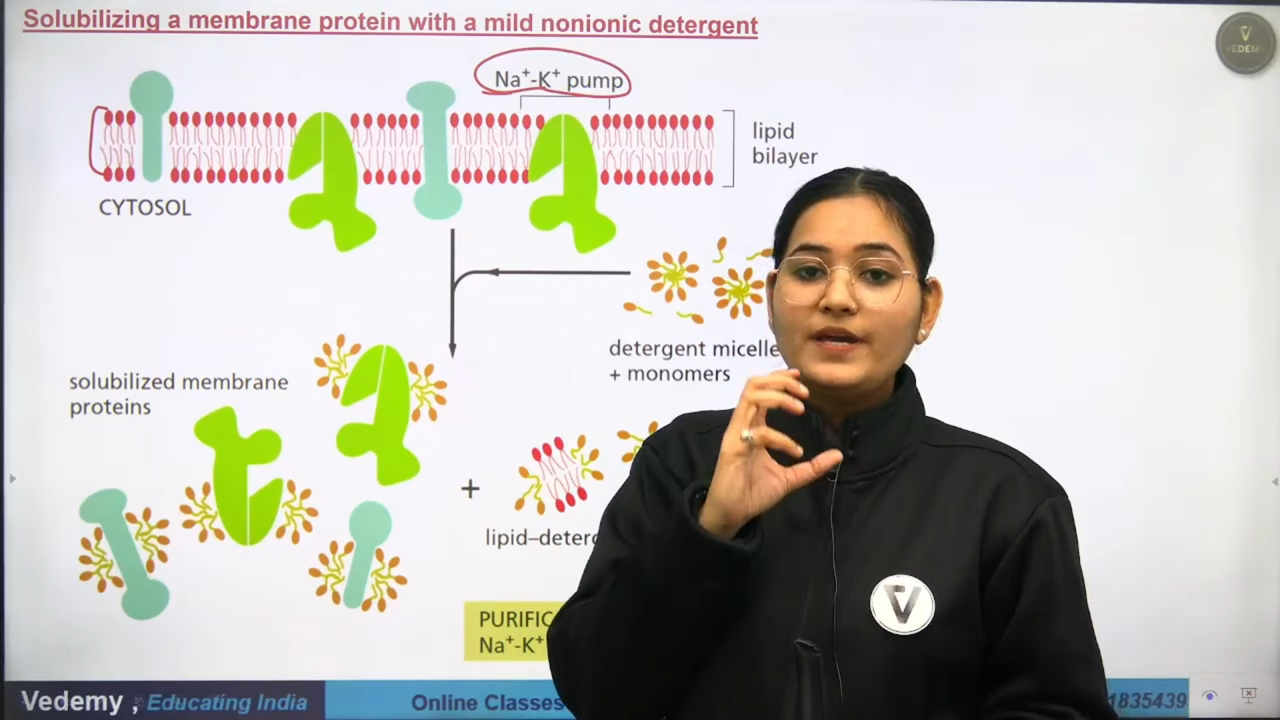 Solubilizing a membrane protein with a mild nonionic detergent
VEDEMY
Na⁺-K⁺ pump
lipid
bilayer
CYTOSOL
detergent micelle
+ monomers
solubilized membrane
proteins
+
PURIFIC
Na⁺-K⁺
Vedemy , Educating India
Online Classes
1835439